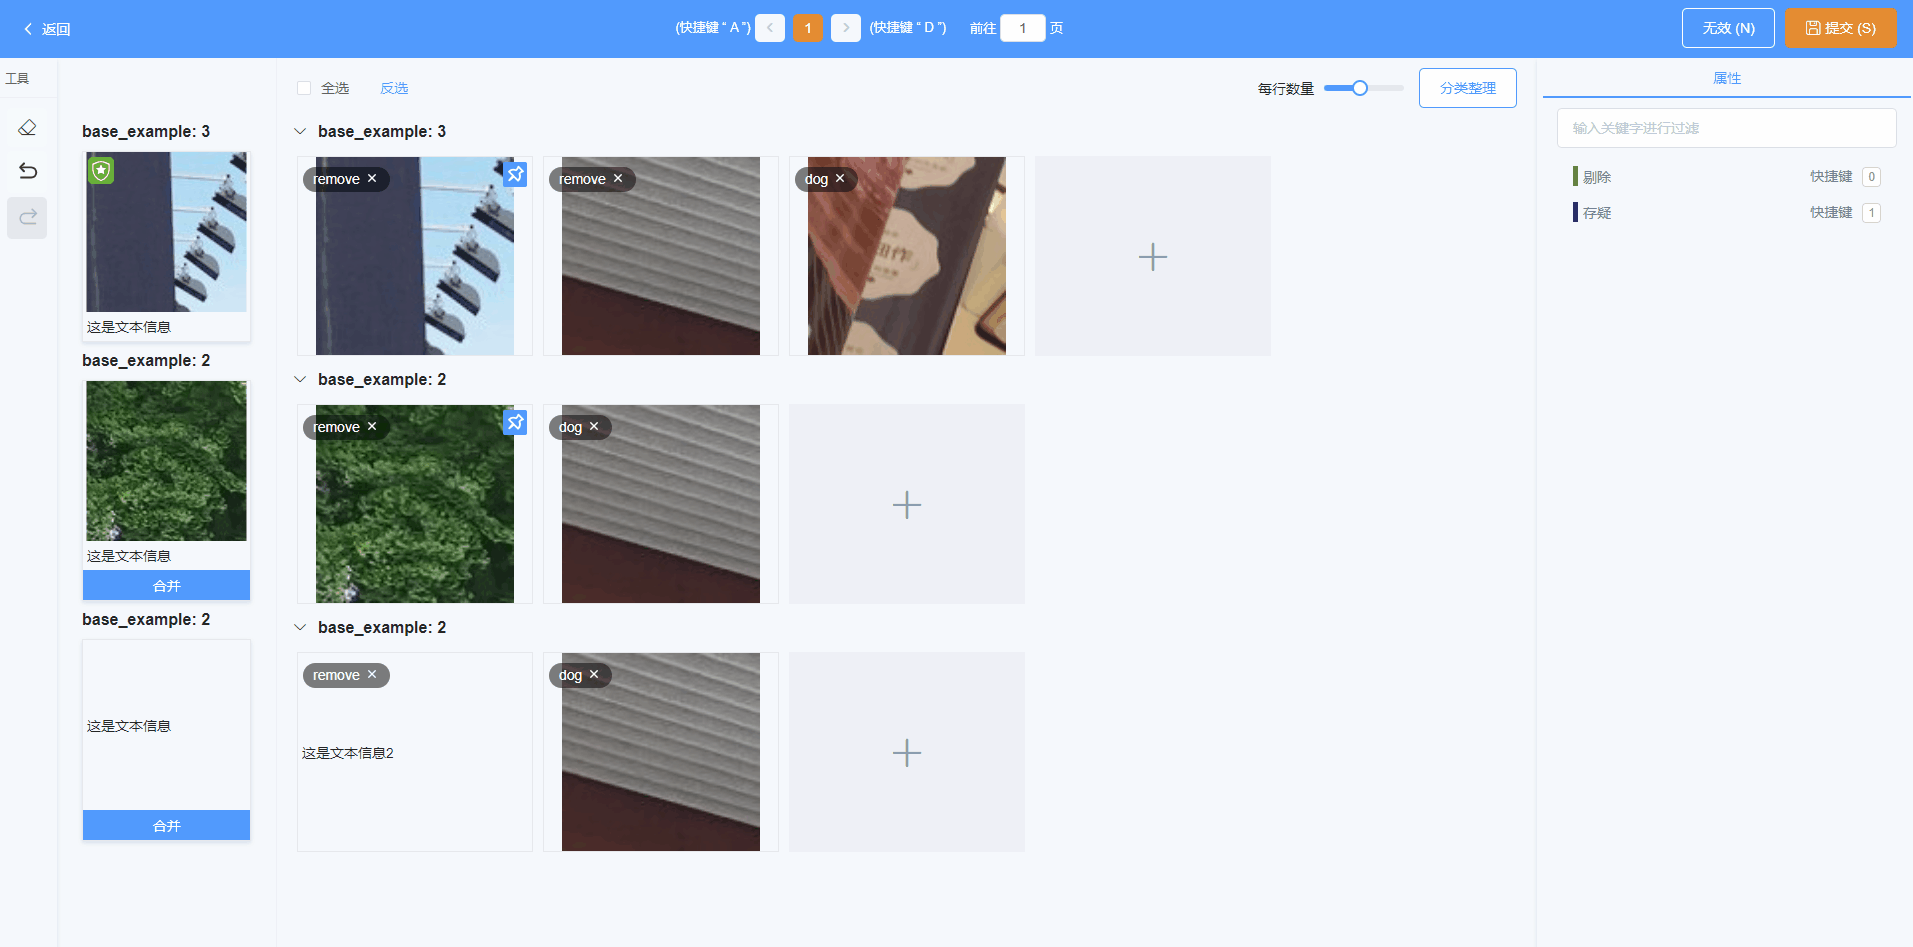 返回
(快捷键 “ A ”)
1
(快捷键 “ D ”)
前往 1 页
无效 (N)
提交 (S)
工具
base_example: 3
这是文本信息
base_example: 2
这是文本信息
合并
base_example: 2
这是文本信息
合并
全选
反选
每行数量
分类整理
base_example: 3
remove ×
remove ×
dog ×
base_example: 2
remove ×
dog ×
base_example: 2
remove ×
dog ×
这是文本信息2
属性
输入关键字进行过滤
剔除 快捷键 0
存疑 快捷键 1